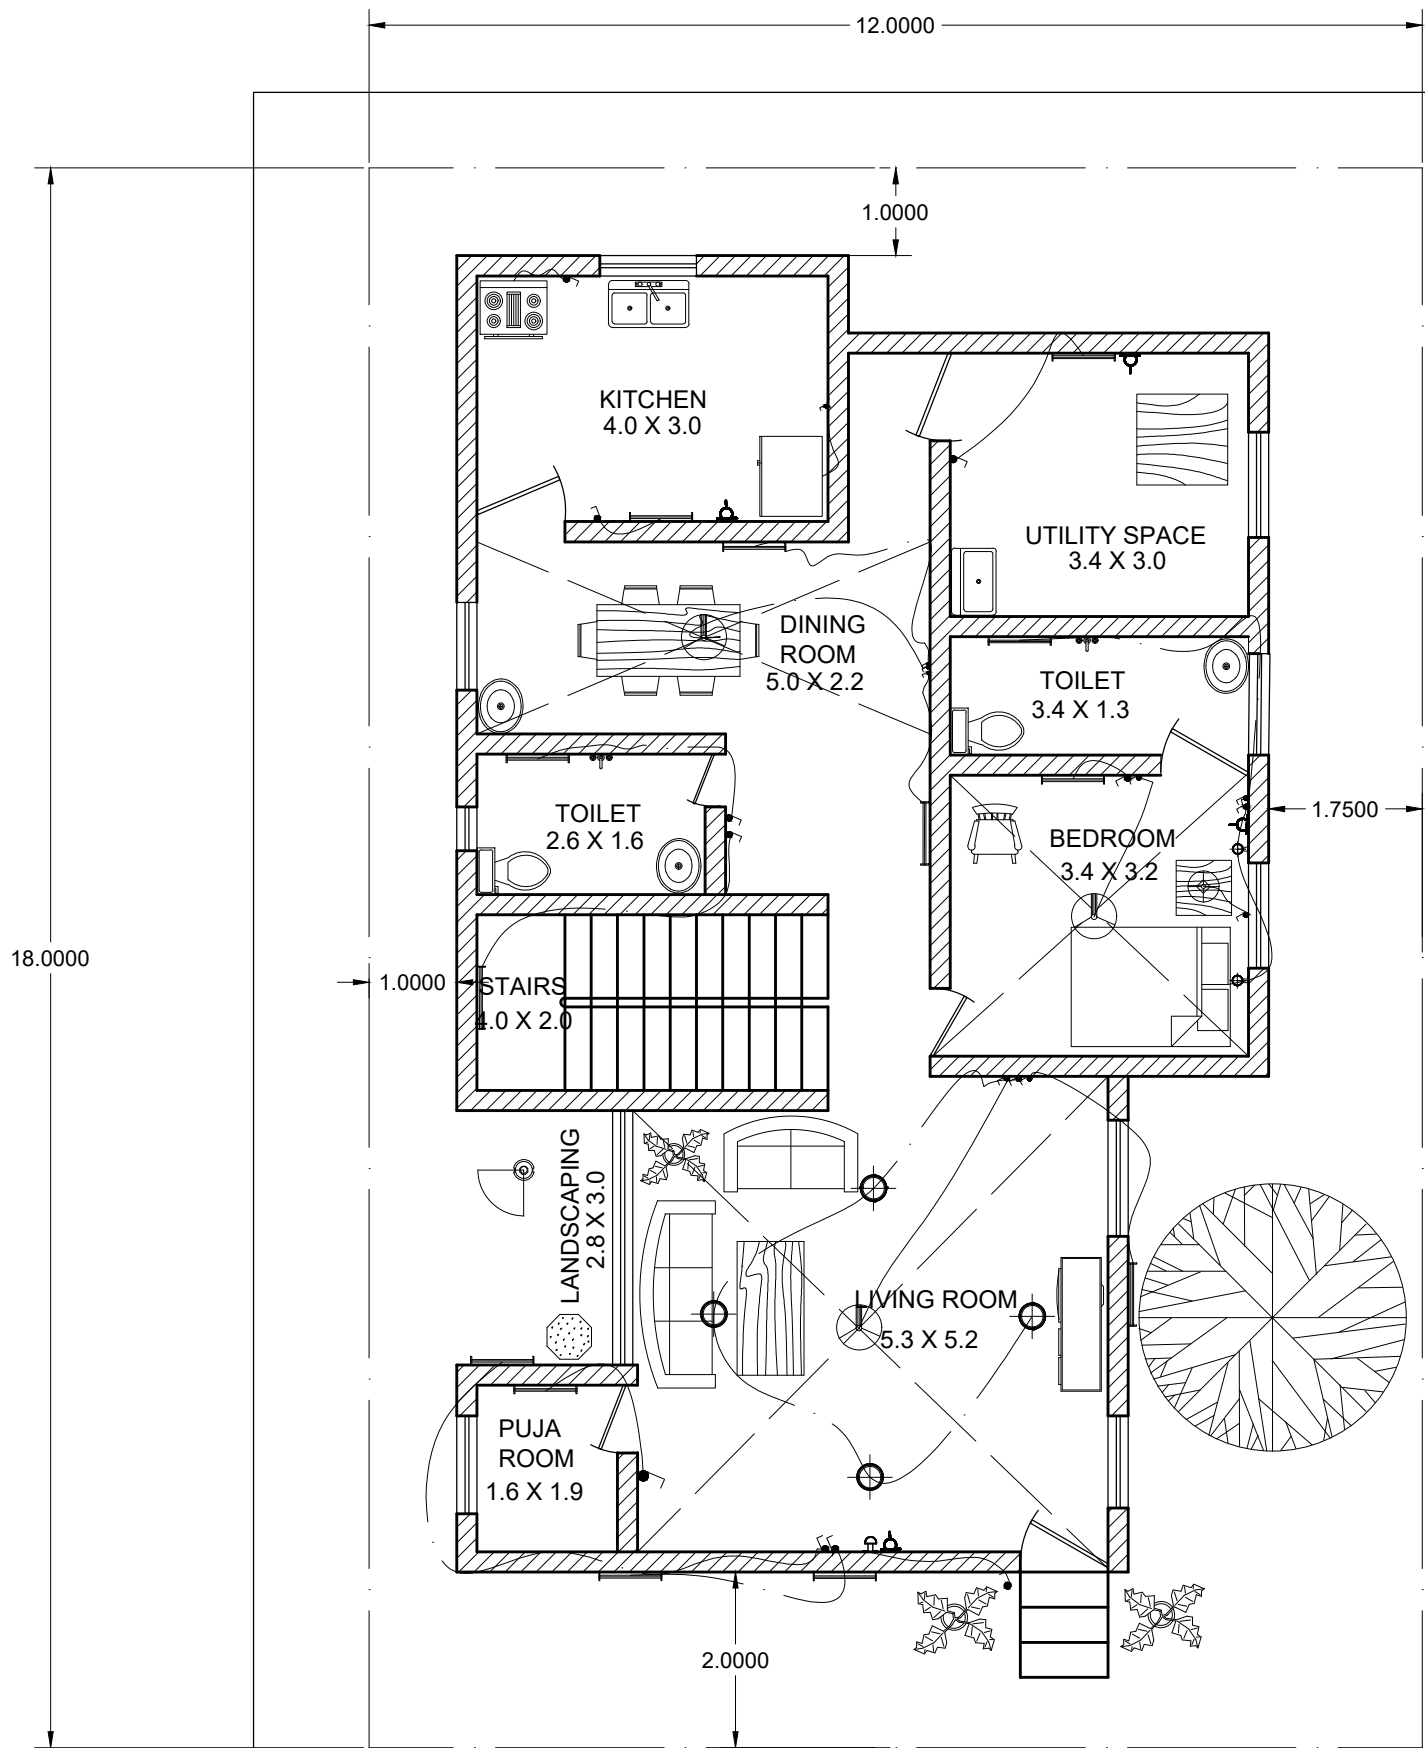 12.0000
1.0000
KITCHEN
4.0 X 3.0
UTILITY SPACE
3.4 X 3.0
DINING
ROOM
5.0 X 2.2
TOILET
3.4 X 1.3
TOILET
2.6 X 1.6
BEDROOM
3.4 X 3.2
1.7500
18.0000
1.0000
STAIRS
4.0 X 2.0
LANDSCAPING
2.8 X 3.0
LIVING ROOM
5.3 X 5.2
PUJA
ROOM
1.6 X 1.9
2.0000